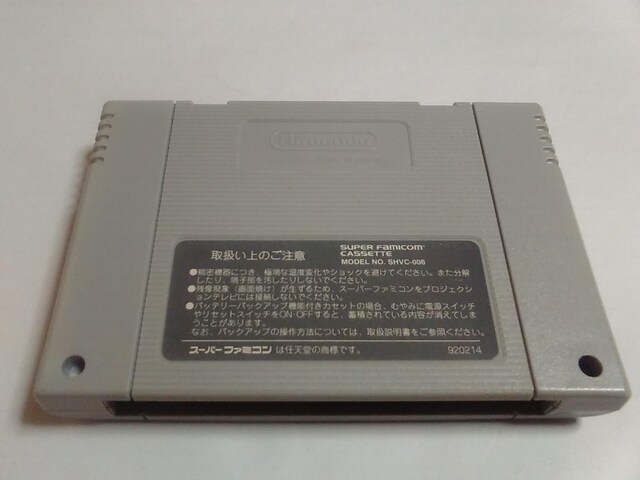 Nintendo
取扱い上のご注意
SUPER FAMICOM
CASSETTE
MODEL NO. SHVC-006
●精密機器につき、極端な温度変化やショックを避けてください。また分解
したり、端子部を汚したりしないでください。
●残像現象（画面焼け）が生ずるため、スーパーファミコンをプロジェクシ
ョンテレビには接続しないでください。
●バッテリーバックアップ機能付きカセットの場合、むやみに電源スイッチ
やリセットスイッチをON・OFFすると、蓄積されている内容が消えてしま
うことがあります。
なお、バックアップの操作方法については、取扱説明書をご参照ください。
スーパーファミコン は任天堂の商標です。
920214